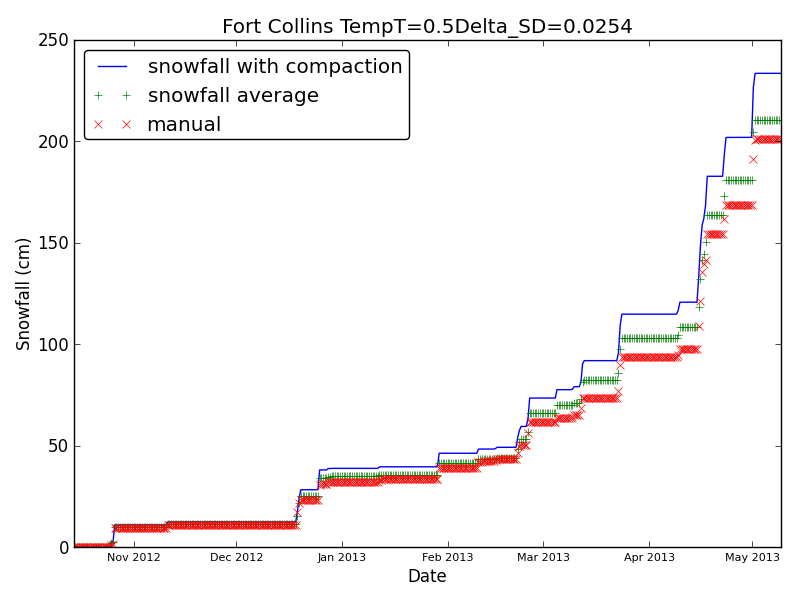 Fort Collins TempT=0.5Delta_SD=0.0254
250
200
150
100
50
0
Snowfall (cm)
snowfall with compaction
snowfall average
manual
Nov 2012
Dec 2012
Jan 2013
Feb 2013
Mar 2013
Apr 2013
May 2013
Date